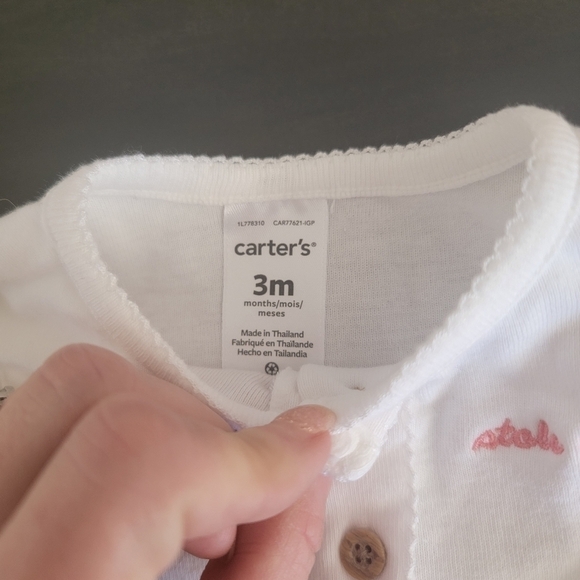 1L778310 CAR77621-IGP
carter's®
3m
months/mois/
meses
Made in Thailand
Fabriqué en Thaïlande
Hecho en Tailandia